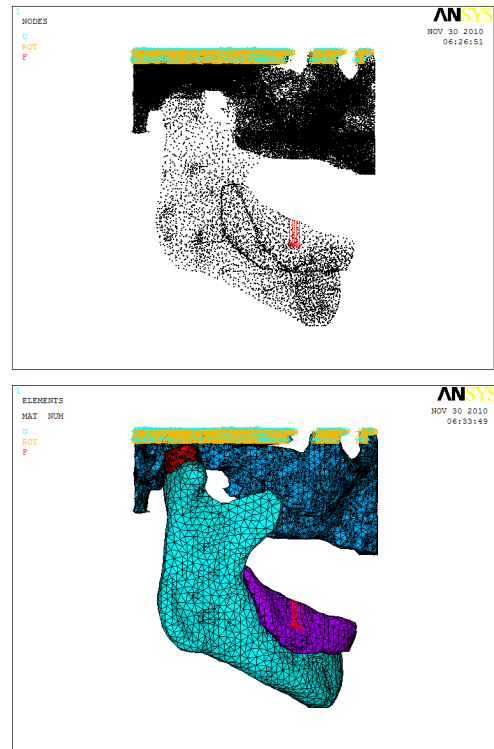 1
NODES
ANSYS
U
NOV 30 2010
ROT
06:26:51
F
1
ELEMENTS
ANSYS
MAT NUM
NOV 30 2010
U
06:33:49
ROT
F